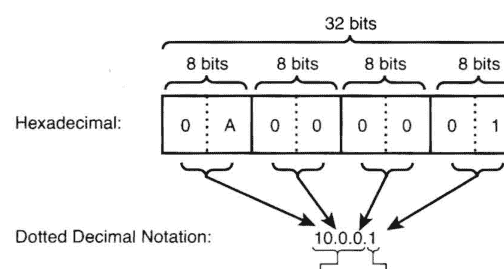 32 bits
8 bits 8 bits 8 bits 8 bits
Hexadecimal: 0 A 0 0 0 0 0 1
Dotted Decimal Notation: 10.0.0.1